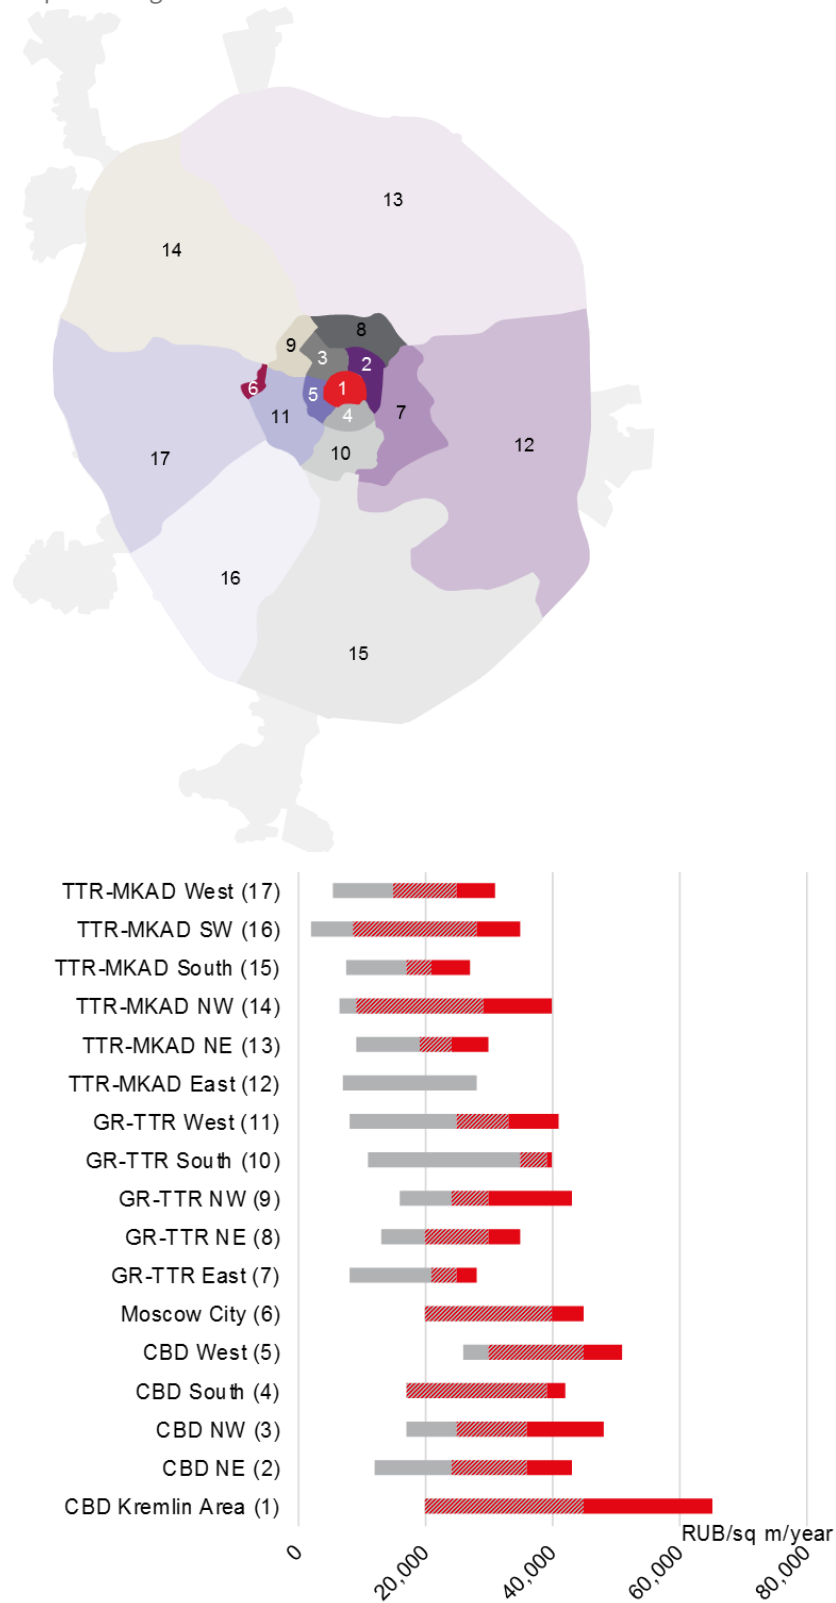 13
14
8
9
3
2
6
1
5
11
4
7
10
12
17
16
15
TTR-MKAD West (17)
TTR-MKAD SW (16)
TTR-MKAD South (15)
TTR-MKAD NW (14)
TTR-MKAD NE (13)
TTR-MKAD East (12)
GR-TTR West (11)
GR-TTR South (10)
GR-TTR NW (9)
GR-TTR NE (8)
GR-TTR East (7)
Moscow City (6)
CBD West (5)
CBD South (4)
CBD NW (3)
CBD NE (2)
CBD Kremlin Area (1)
RUB/sq m/year
0
20,000
40,000
60,000
80,000